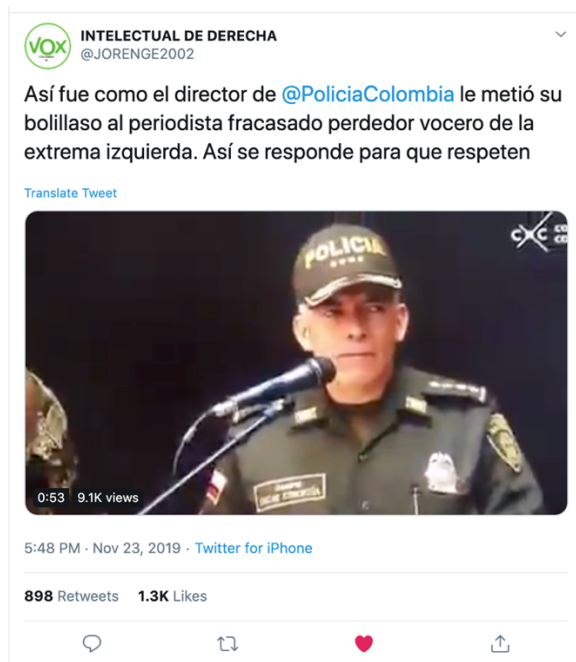 VOX
INTELECTUAL DE DERECHA
@JORENGE2002
Así fue como el director de @PoliciaColombia le metió su
bolillaso al periodista fracasado perdedor vocero de la
extrema izquierda. Así se responde para que respeten
Translate Tweet
POLICIA
0:53 9.1K views
5:48 PM · Nov 23, 2019 · Twitter for iPhone
898 Retweets 1.3K Likes